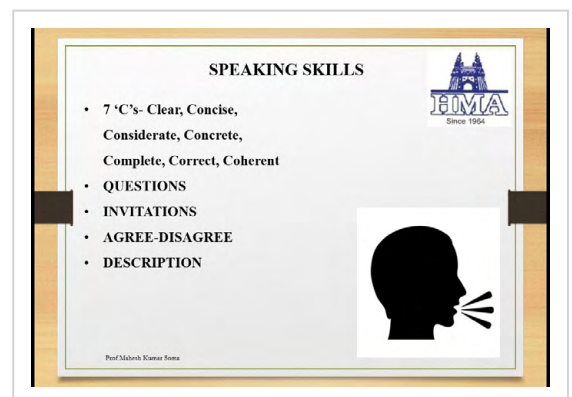 SPEAKING SKILLS
HMA
Since 1964
• 7 ‘C’s- Clear, Concise,
Considerate, Concrete,
Complete, Correct, Coherent
• QUESTIONS
• INVITATIONS
• AGREE-DISAGREE
• DESCRIPTION
Prof.Mahesh Kumar Soma